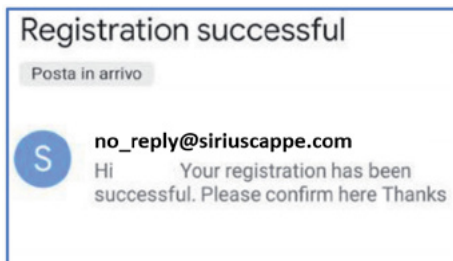 Registration successful
Posta in arrivo
S
no_reply@siriuscappe.com
Hi Your registration has been
successful. Please confirm here Thanks